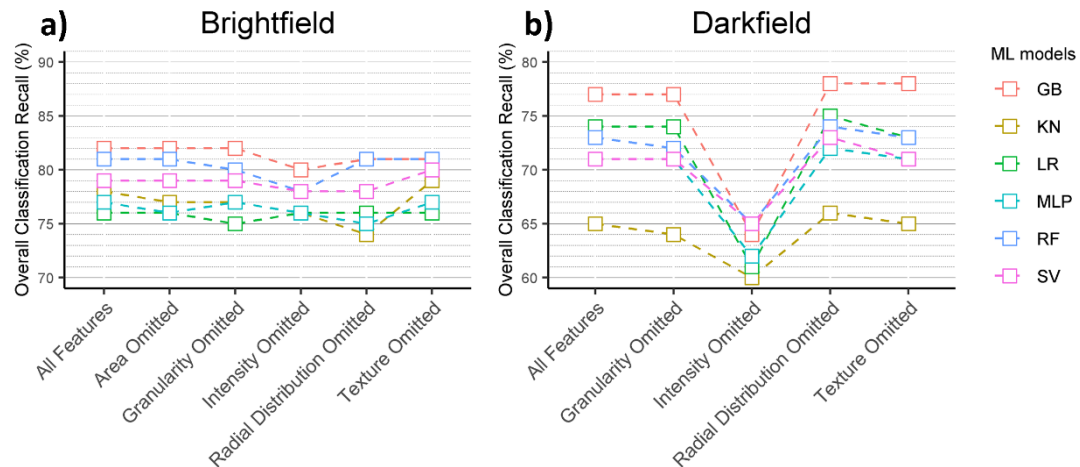 a)
Brightfield
Overall Classification Recall (%)
90
85
80
75
70
All Features
Area Omitted
Granularity Omitted
Intensity Omitted
Radial Distribution Omitted
Texture Omitted
b)
Darkfield
Overall Classification Recall (%)
80
75
70
65
60
All Features
Granularity Omitted
Intensity Omitted
Radial Distribution Omitted
Texture Omitted
ML models
GB
KN
LR
MLP
RF
SV